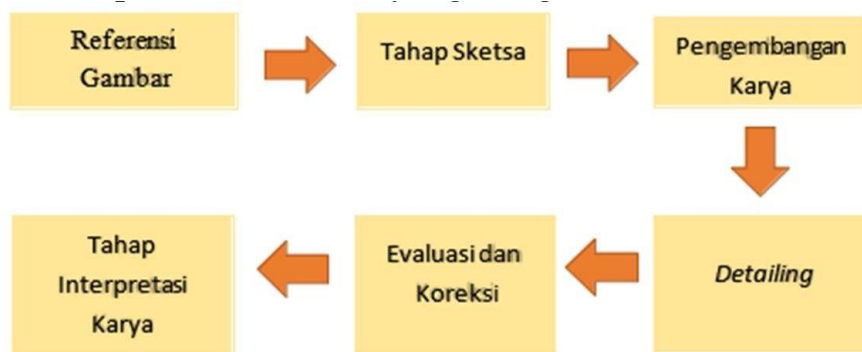 Referensi
Gambar
Tahap Sketsa
Pengembangan
Karya
Detailing
Evaluasi dan
Koreksi
Tahap
Interpretasi
Karya